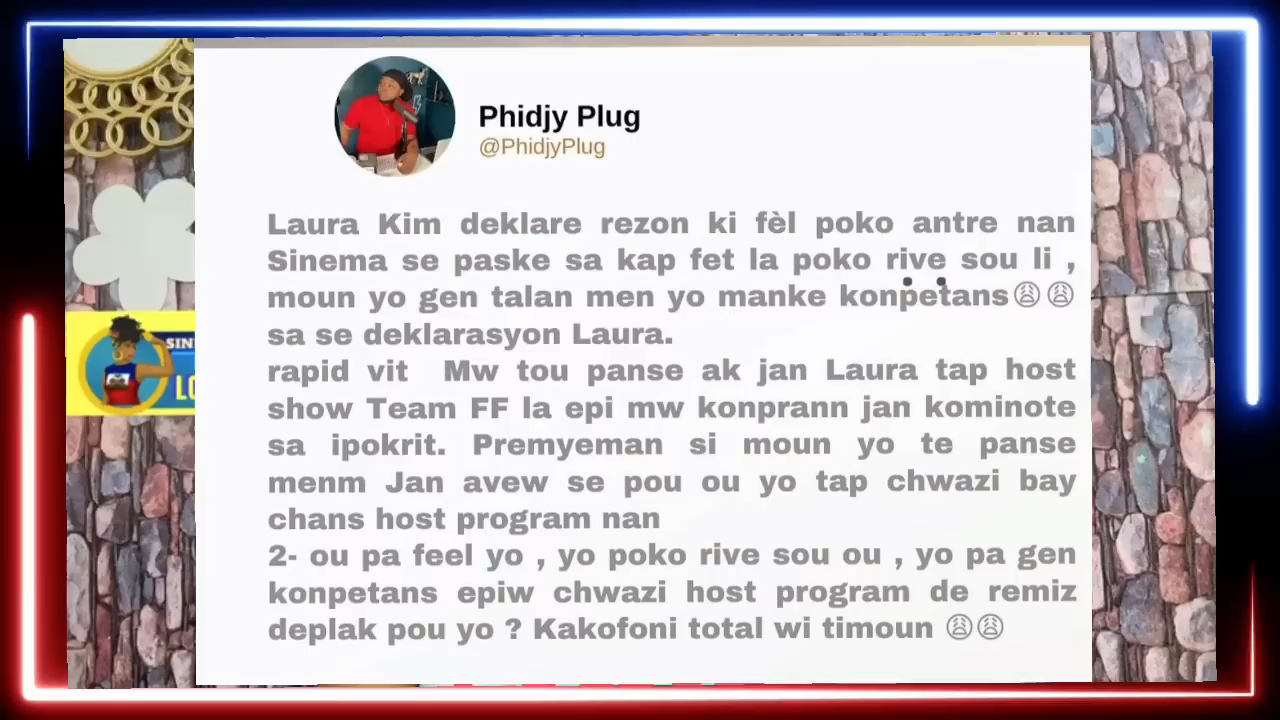 Phidjy Plug
@PhidjyPlug
Laura Kim deklare rezon ki fèl poko antre nan
Sinema se paske sa kap fet la poko rive sou li ,
moun yo gen talan men yo manke konpetans😩😩
sa se deklarasyon Laura.
rapid vit Mw tou panse ak jan Laura tap host
show Team FF la epi mw konprann jan kominote
sa ipokrit. Premyeman si moun yo te panse
menm Jan avew se pou ou yo tap chwazi bay
chans host program nan
2- ou pa feel yo , yo poko rive sou ou , yo pa gen
konpetans epiw chwazi host program de remiz
deplak pou yo ? Kakofoni total wi timoun 😩😩